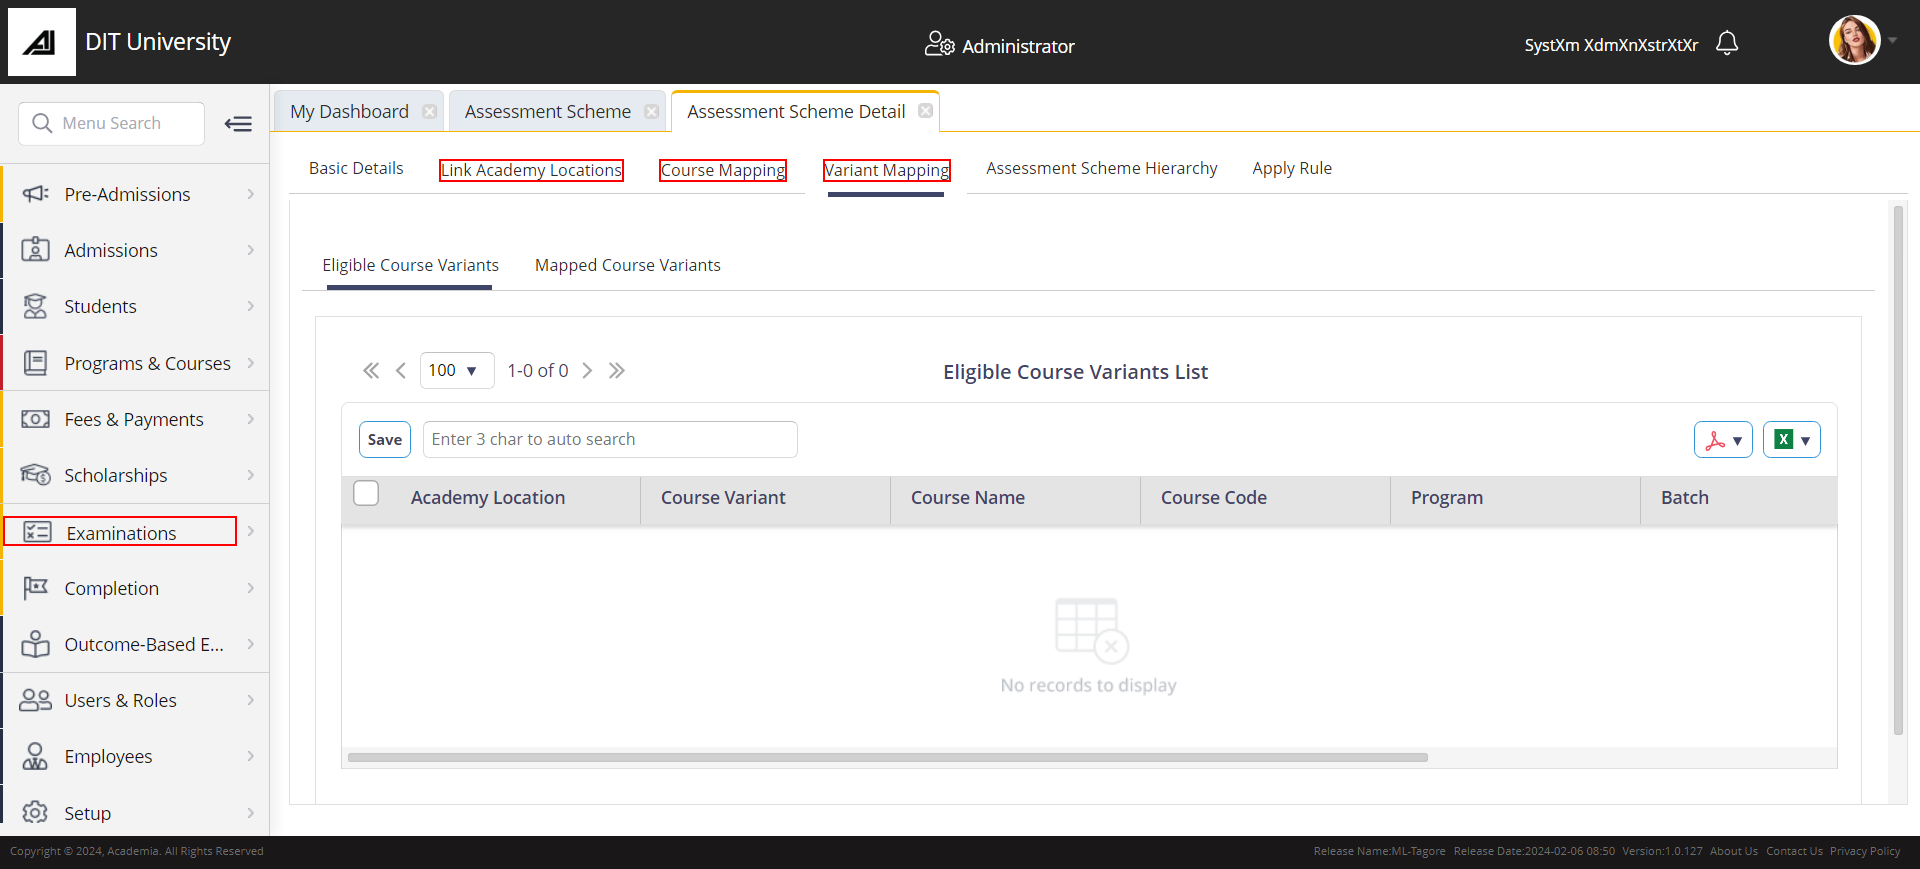 DIT University
Administrator
SystXm XdmXnXstrXtXr
Menu Search
My Dashboard
Assessment Scheme
Assessment Scheme Detail
Basic Details
Link Academy Locations
Course Mapping
Variant Mapping
Assessment Scheme Hierarchy
Apply Rule
Pre-Admissions
Admissions
Students
Programs & Courses
Fees & Payments
Scholarships
Examinations
Completion
Outcome-Based E...
Users & Roles
Employees
Setup
Eligible Course Variants
Mapped Course Variants
100
1-0 of 0
Eligible Course Variants List
Save
Enter 3 char to auto search
X
Academy Location
Course Variant
Course Name
Course Code
Program
Batch
No records to display
Copyright © 2024, Academia. All Rights Reserved
Release Name:ML-Tagore Release Date:2024-02-06 08:50 Version:1.0.127 About Us Contact Us Privacy Policy